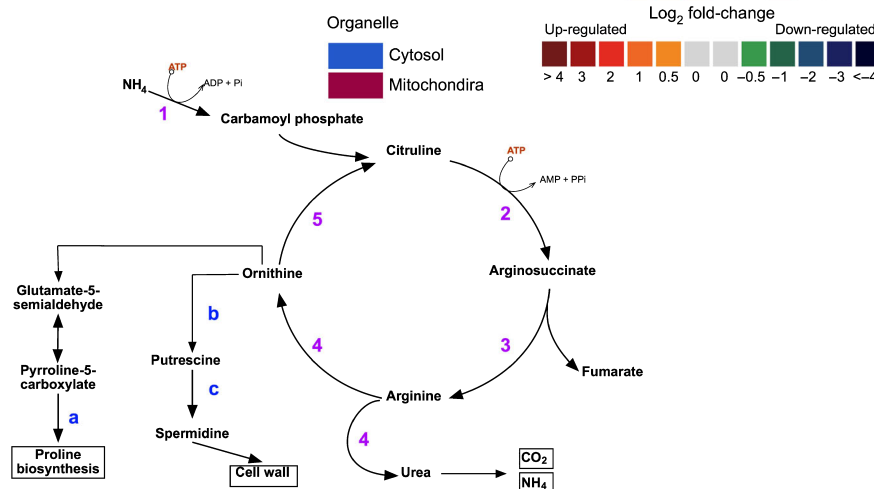 Organelle
Cytosol
Mitochondira
Log2 fold-change
Up-regulated
Down-regulated
> 4 3 2 1 0.5 0 0 –0.5 –1 –2 –3 <–4
ATP
NH4
ADP + Pi
1
Carbamoyl phosphate
Citruline
ATP
AMP + PPi
2
5
Ornithine
Arginosuccinate
Glutamate-5-
semialdehyde
b
4
3
Putrescine
Pyrroline-5-
carboxylate
Fumarate
c
Arginine
a
Spermidine
4
Proline
biosynthesis
Cell wall
Urea
CO2
NH4